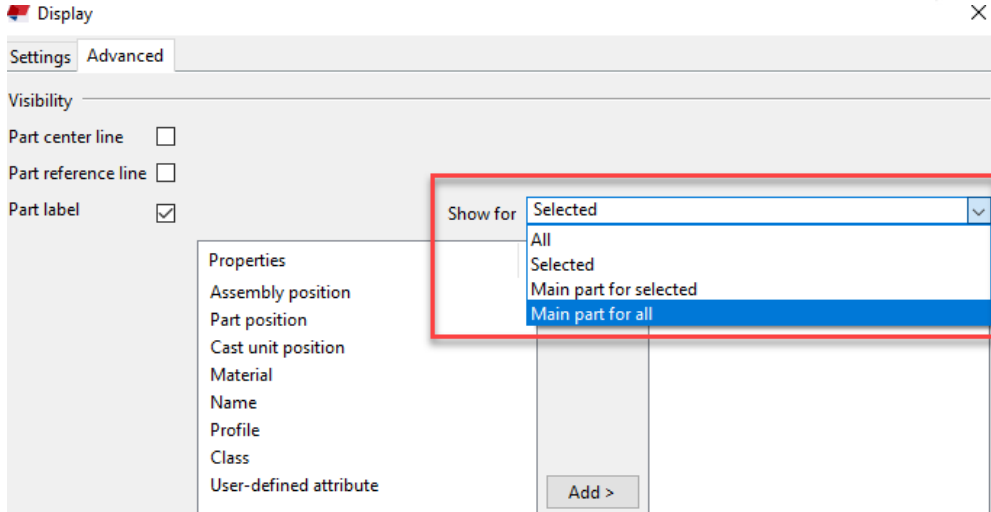 Display
Settings Advanced
Visibility
Part center line
Part reference line
Part label
Show for Selected
All
Selected
Main part for selected
Main part for all
Properties
Assembly position
Part position
Cast unit position
Material
Name
Profile
Class
User-defined attribute
Add >